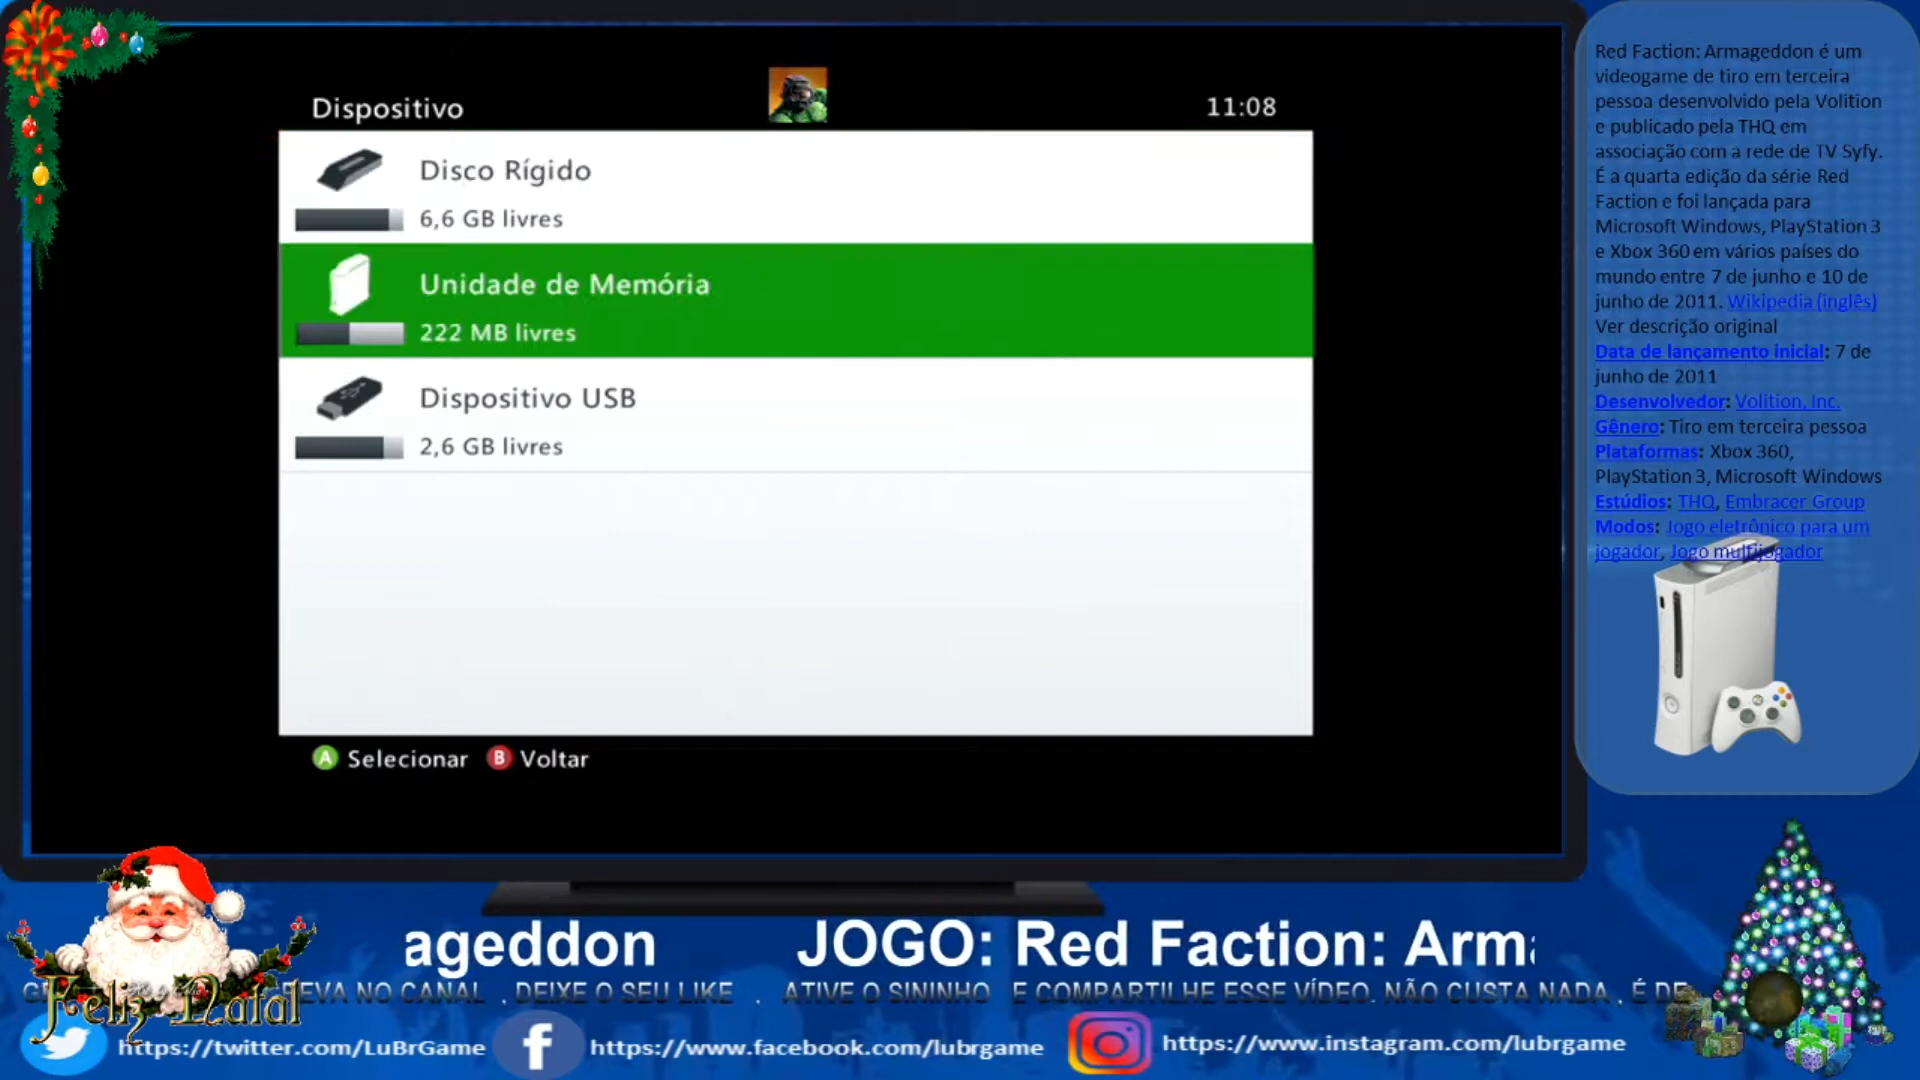 Dispositivo
11:08
Disco Rígido
6,6 GB livres
Unidade de Memória
222 MB livres
Dispositivo USB
2,6 GB livres
A Selecionar B Voltar
Red Faction: Armageddon é um
videogame de tiro em terceira
pessoa desenvolvido pela Volition
e publicado pela THQ em
associação com a rede de TV Syfy.
É a quarta edição da série Red
Faction e foi lançada para
Microsoft Windows, PlayStation 3
e Xbox 360 em vários países do
mundo entre 7 de junho e 10 de
junho de 2011. Wikipedia (inglês)
Ver descrição original
Data de lançamento inicial: 7 de
junho de 2011
Desenvolvedor: Volition, Inc.
Gênero: Tiro em terceira pessoa
Plataformas: Xbox 360,
PlayStation 3, Microsoft Windows
Estúdios: THQ, Embracer Group
Modos: Jogo eletrônico para um
jogador, Jogo multijogador
ageddon JOGO: Red Faction: Arma
EVA NO CANAL , DEIXE O SEU LIKE , ATIVE O SININHO E COMPARTILHE ESSE VÍDEO. NÃO CUSTA NADA , É DE
Feliz Natal
https://twitter.com/LuBrGame
f https://www.facebook.com/lubrgame
https://www.instagram.com/lubrgame